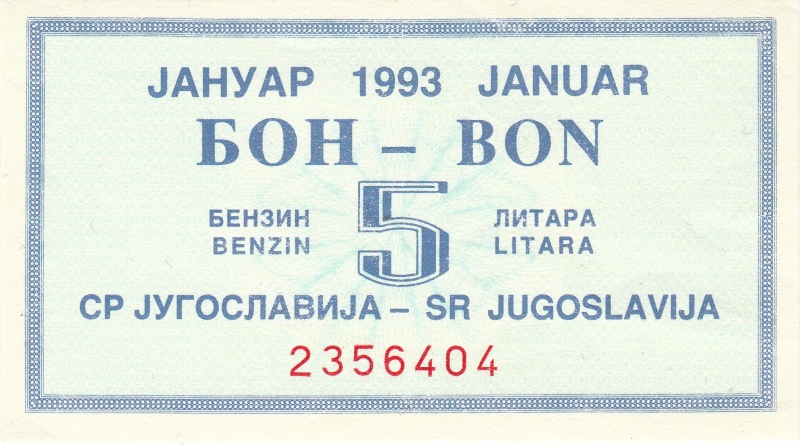 ЈАНУАР 1993 JANUAR
БОН – BON
БЕНЗИН 5 ЛИТАРА
BENZIN LITARA
СР ЈУГОСЛАВИЈА – SR JUGOSLAVIJA
2356404